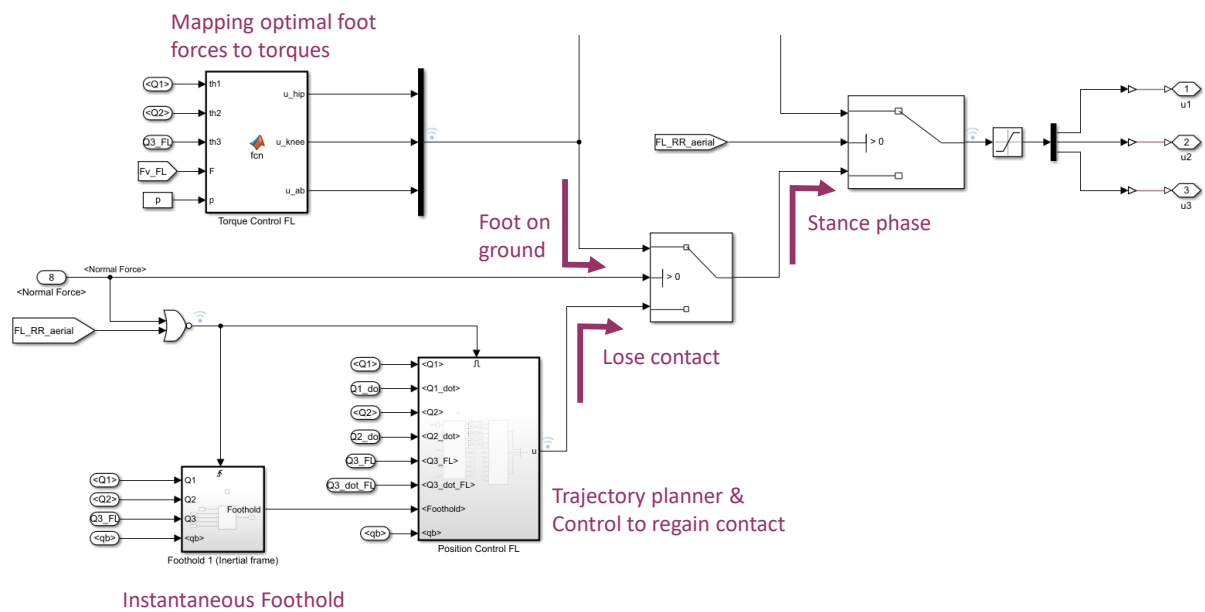 Mapping optimal foot
forces to torques
<Q1>
<Q2>
Q3_FL
Fv_FL
p
th1
th2
th3
F
p
fcn
u_hip
u_knee
u_ab
Torque Control FL
FL_RR_aerial
> 0
1
u1
2
u2
3
u3
Foot on
ground
Stance phase
> 0
8
<Normal Force>
<Normal Force>
FL_RR_aerial
Lose contact
<Q1>
Q1_do
<Q2>
Q2_do
Q3_FL
Q3_dot_FL
<qb>
<Q1>
<Q1_dot>
<Q2>
<Q2_dot>
<Q3_FL>
<Q3_dot_FL>
<Foothold>
<qb>
u
Position Control FL
Trajectory planner &
Control to regain contact
<Q1>
<Q2>
Q3_FL
<qb>
Q1
Q2
Q3
<qb>
Foothold
Foothold 1 (Inertial frame)
Instantaneous Foothold